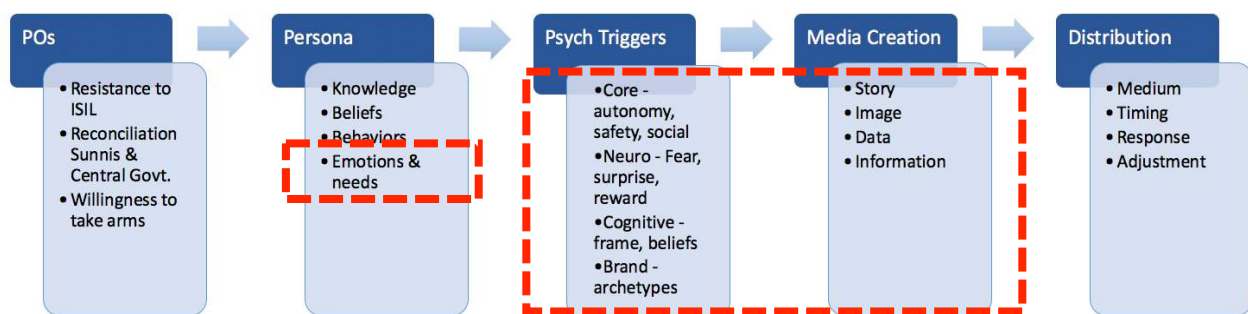 POs
• Resistance to
ISIL
• Reconciliation
Sunnis &
Central Govt.
• Willingness to
take arms
Persona
• Knowledge
• Beliefs
• Behaviors
• Emotions &
needs
Psych Triggers
•Core -
autonomy,
safety, social
•Neuro - Fear,
surprise,
reward
•Cognitive -
frame, beliefs
•Brand -
archetypes
Media Creation
• Story
• Image
• Data
• Information
Distribution
• Medium
• Timing
• Response
• Adjustment